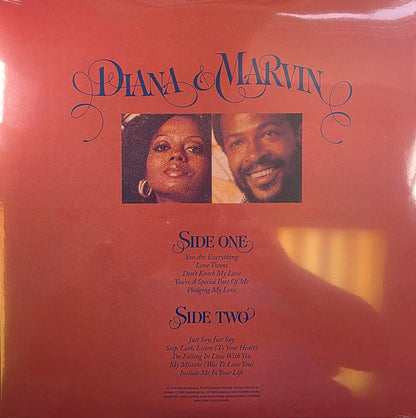 Diana & Marvin
Side One
You Are Everything
Love Twins
Don't Knock My Love
You're A Special Part Of Me
Pledging My Love
Side Two
Just Say, Just Say
Stop, Look, Listen (To Your Heart)
I'm Falling In Love With You
My Mistake (Was To Love You)
Include Me In Your Life